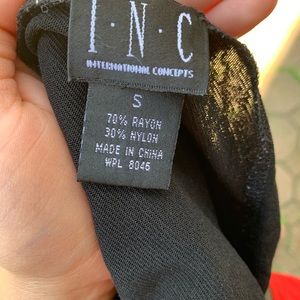 I·N·C
INTERNATIONAL CONCEPTS
S
70% RAYON
30% NYLON
MADE IN CHINA
WPL 8046